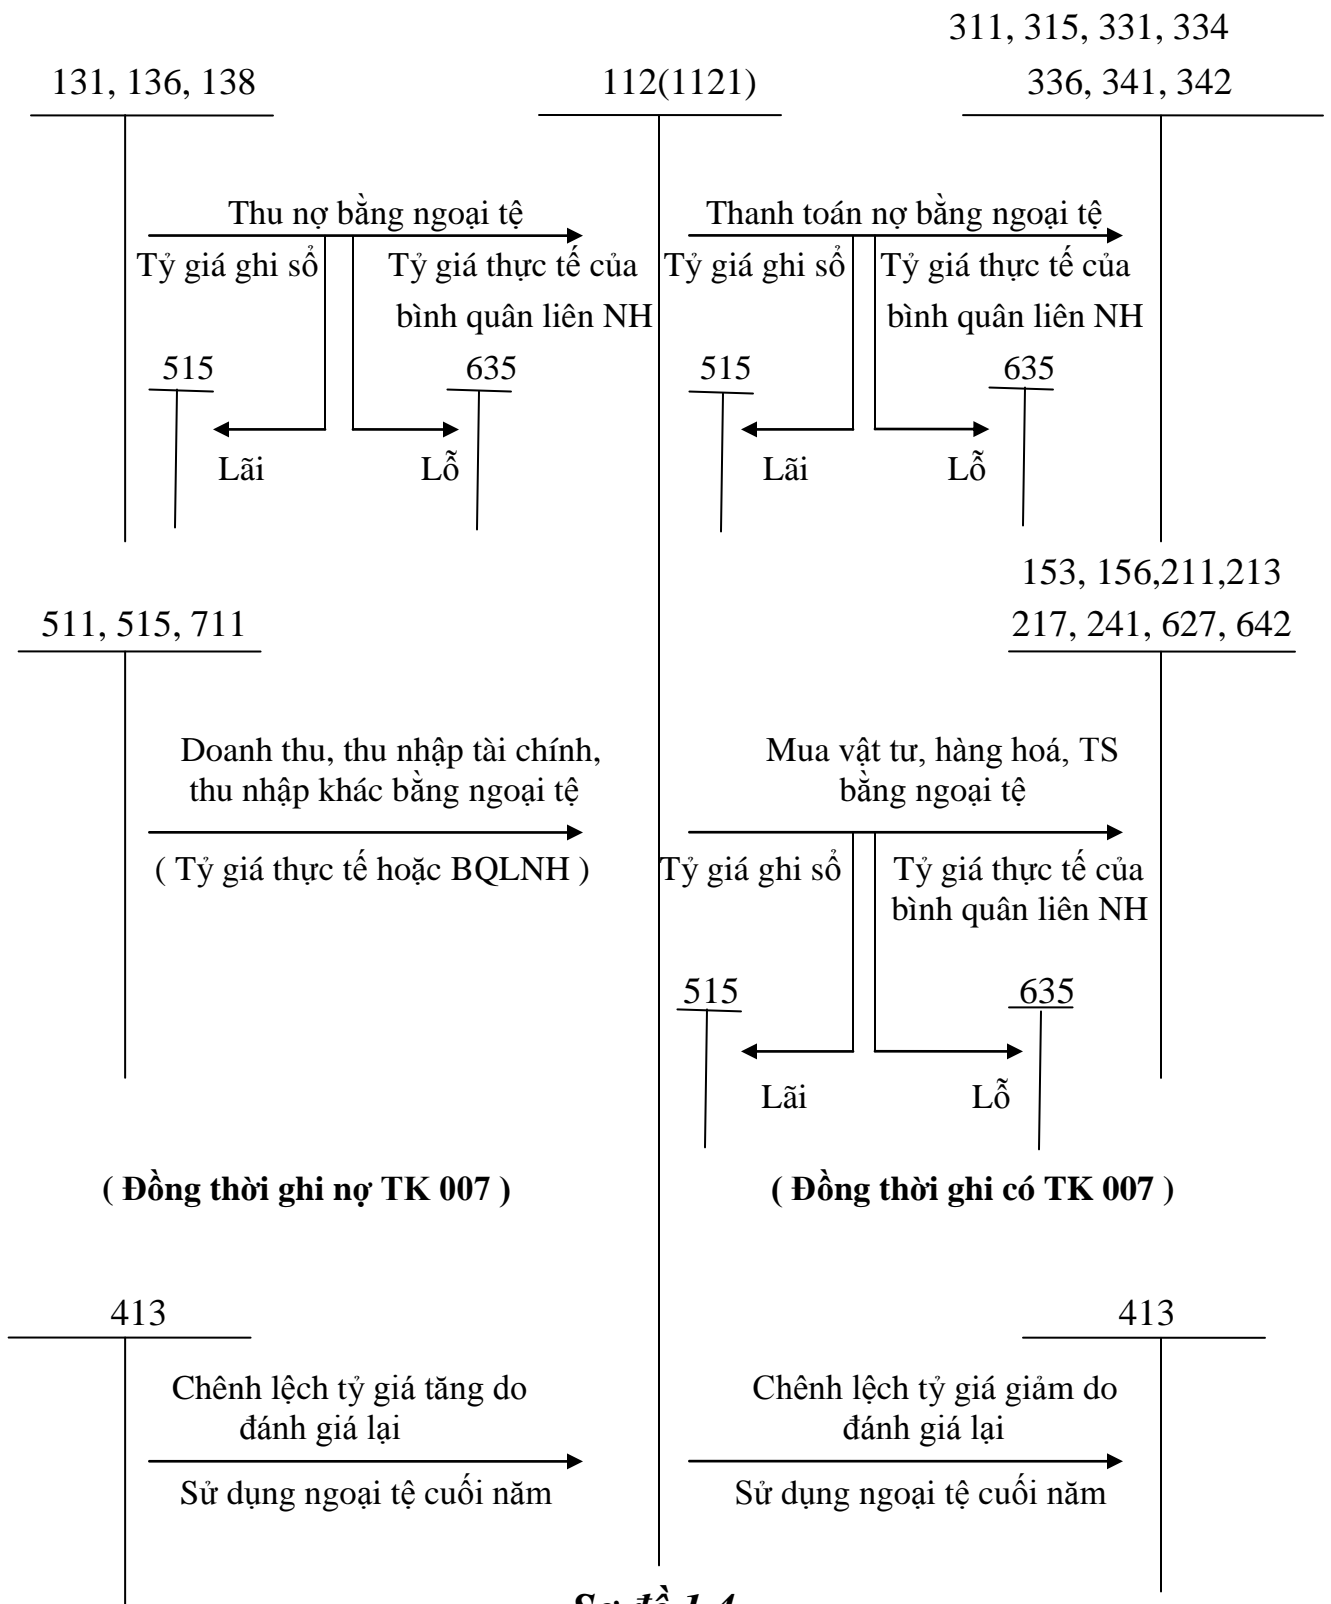 311, 315, 331, 334
131, 136, 138
112(1121)
336, 341, 342
Thu nợ bằng ngoại tệ
Thanh toán nợ bằng ngoại tệ
Tỷ giá ghi sổ
Tỷ giá thực tế của
bình quân liên NH
Tỷ giá ghi sổ
Tỷ giá thực tế của
bình quân liên NH
515
635
515
635
Lãi
Lỗ
Lãi
Lỗ
153, 156,211,213
511, 515, 711
217, 241, 627, 642
Doanh thu, thu nhập tài chính,
thu nhập khác bằng ngoại tệ
Mua vật tư, hàng hoá, TS
bằng ngoại tệ
( Tỷ giá thực tế hoặc BQLNH )
Tỷ giá ghi sổ
Tỷ giá thực tế của
bình quân liên NH
515
635
Lãi
Lỗ
( Đồng thời ghi nợ TK 007 )
( Đồng thời ghi có TK 007 )
413
413
Chênh lệch tỷ giá tăng do
đánh giá lại
Chênh lệch tỷ giá giảm do
đánh giá lại
Sử dụng ngoại tệ cuối năm
Sử dụng ngoại tệ cuối năm
Sơ đồ 1.4